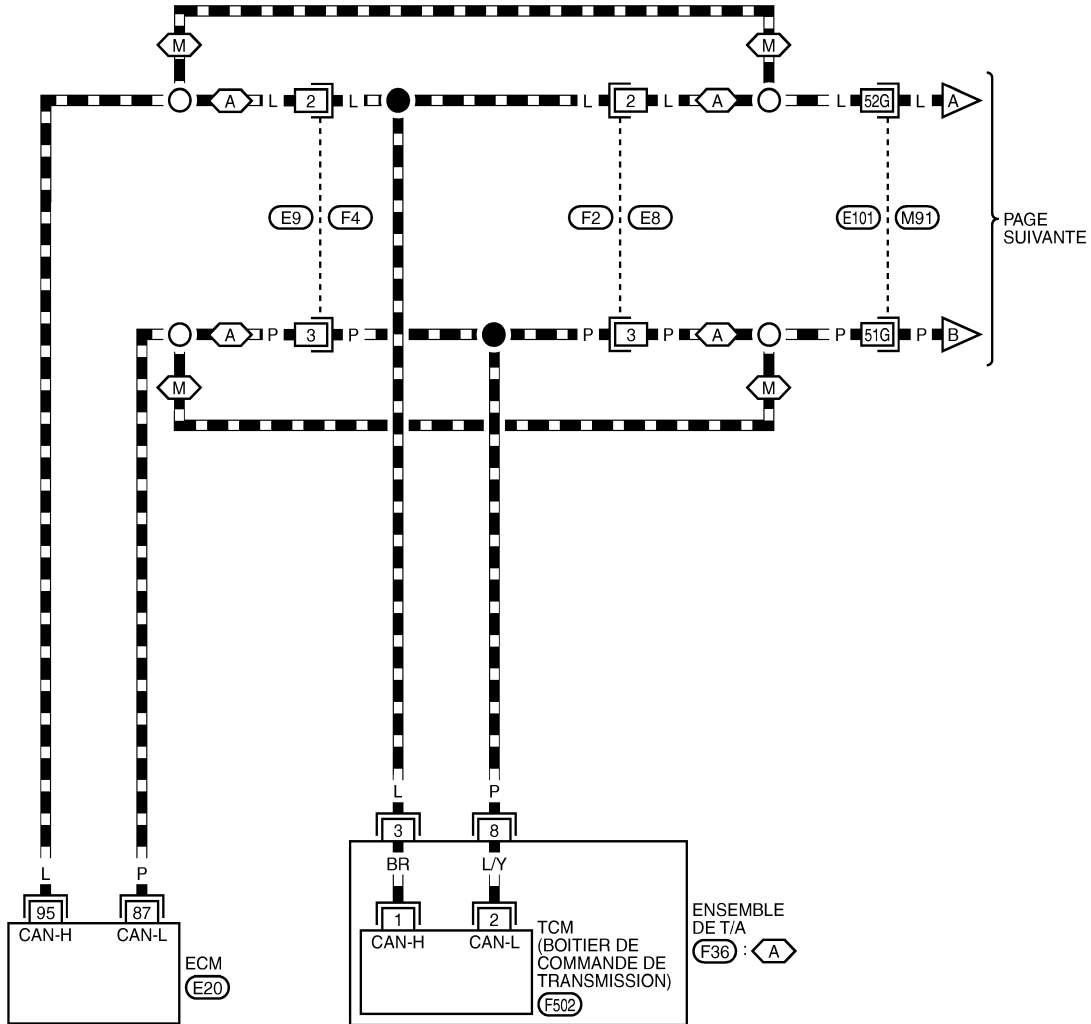 M M
A L 2 L L 2 L A L 52G L A
E9 F4 F2 E8 E101 M91
PAGE
SUIVANTE
A P 3 P P 3 P A P 51G P B
M M
L P
3 8
BR L/Y
L P
95 87
CAN-H CAN-L
ECM
E20
1 2
CAN-H CAN-L
TCM
(BOITIER DE
COMMANDE DE
TRANSMISSION)
F502
ENSEMBLE
DE T/A
F36 : A